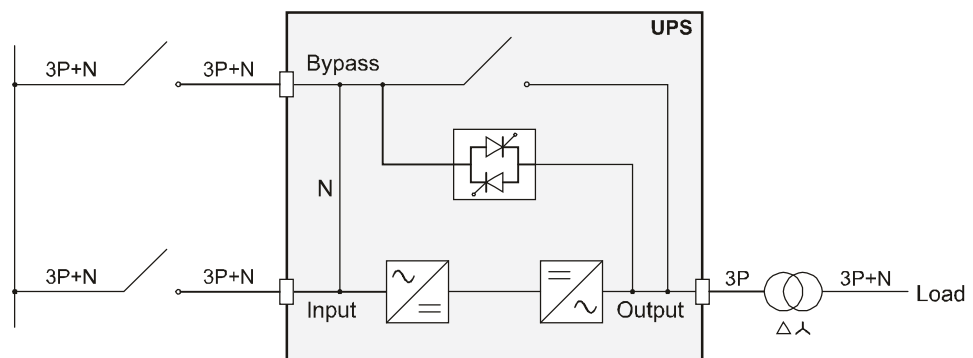 UPS
3P+N
3P+N
Bypass
N
3P+N
3P+N
Input
Output
3P
3P+N
Load